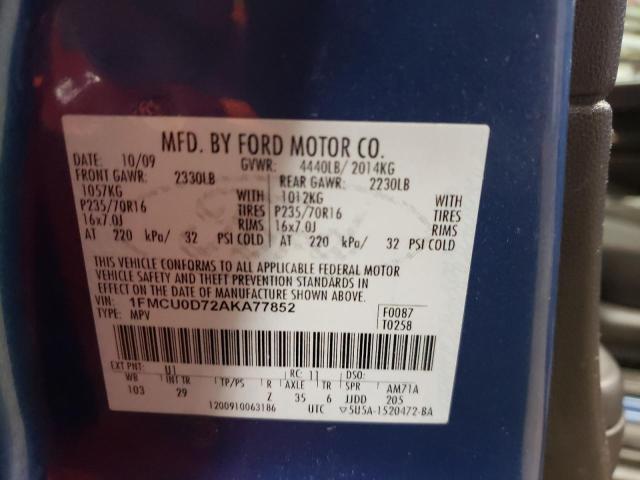 MFD. BY FORD MOTOR CO.
DATE: 10/09 GVWR: 4440LB/ 2014KG
FRONT GAWR: 2330LB REAR GAWR: 2230LB
1057KG WITH 1012KG WITH
P235/70R16 TIRES P235/70R16 TIRES
16x7.0J RIMS 16x7.0J RIMS
AT 220 kPa/ 32 PSI COLD AT 220 kPa/ 32 PSI COLD
THIS VEHICLE CONFORMS TO ALL APPLICABLE FEDERAL MOTOR
VEHICLE SAFETY AND THEFT PREVENTION STANDARDS IN
EFFECT ON THE DATE OF MANUFACTURE SHOWN ABOVE.
VIN: 1FMCU0D72AKA77852 F0087
TYPE: MPV T0258
EXT PNT: U1 RC: 11 DSO:
WB INT TR TP/PS R AXLE TR SPR AM71A
103 29 Z 35 6 JJDD 205
1200910063186 UTC ▽5U5A-1520472-BA